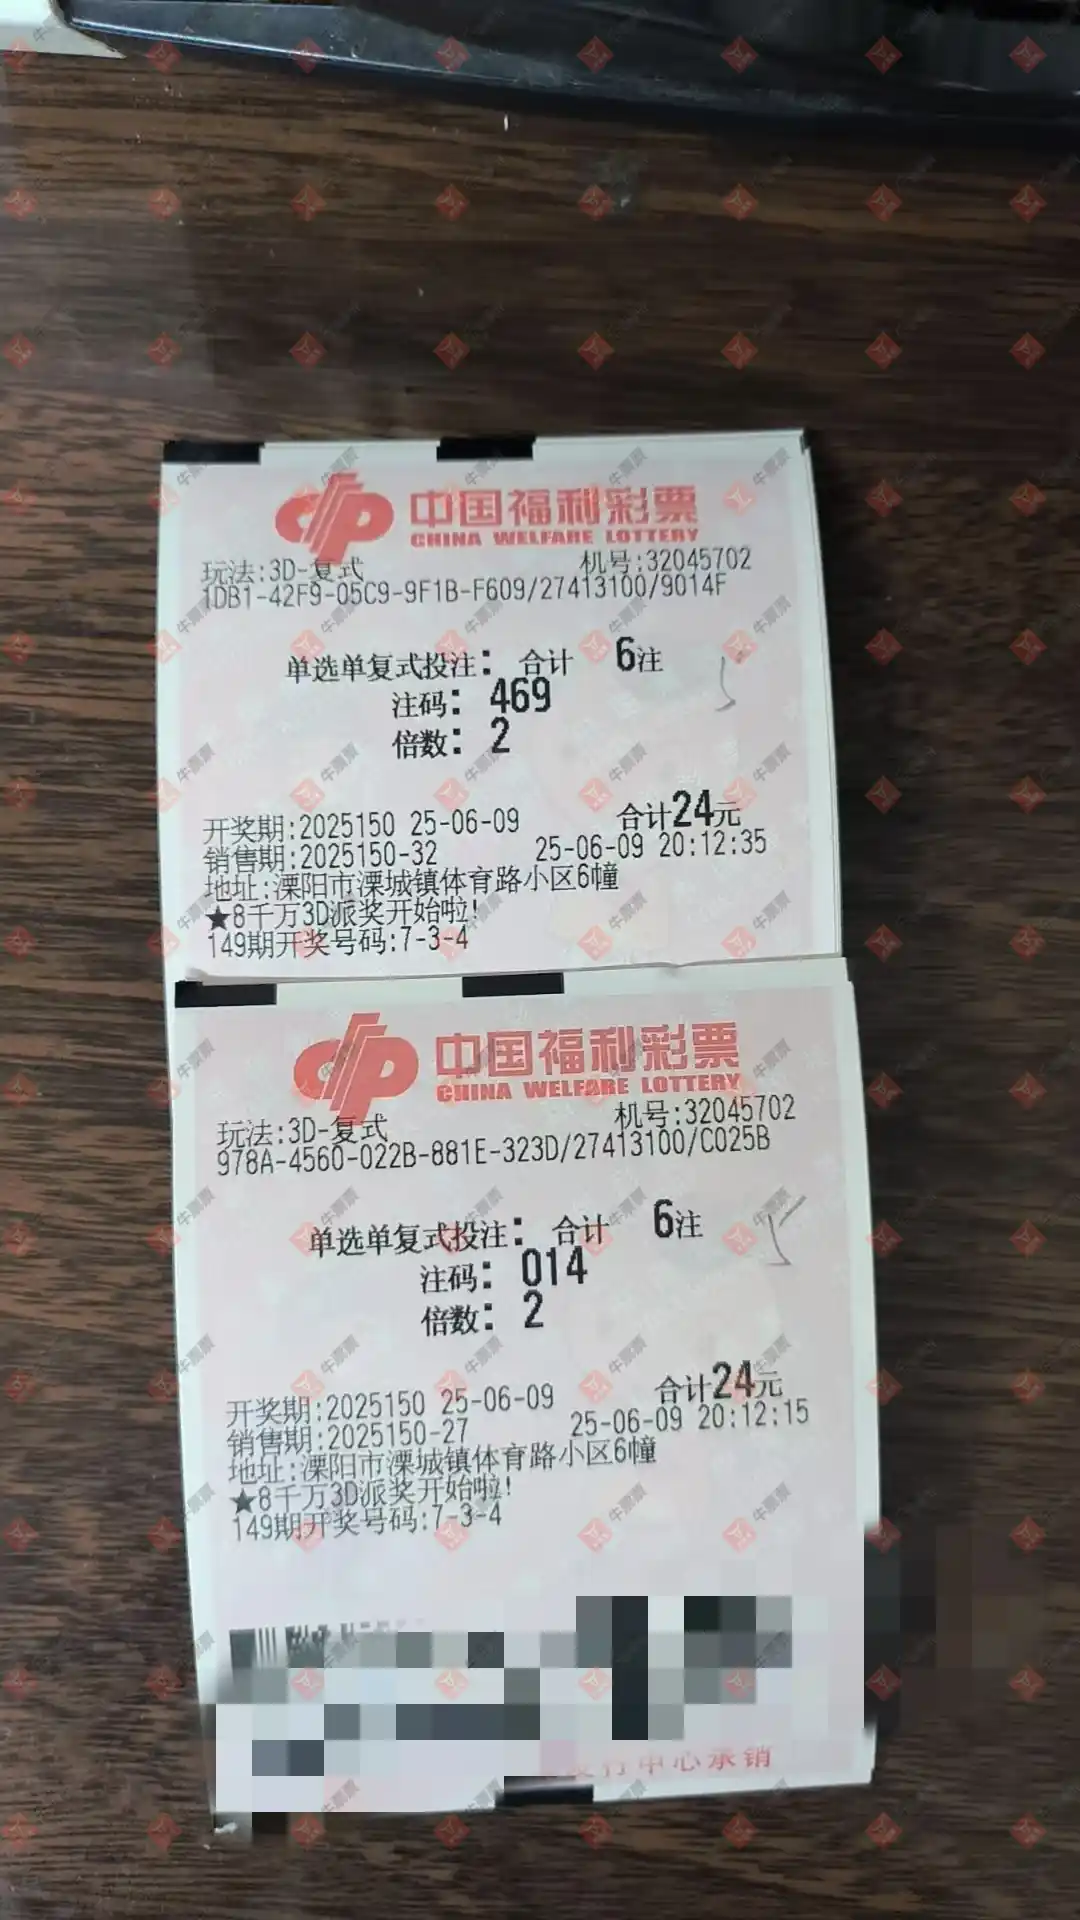 中国福利彩票
CHINA WELFARE LOTTERY
玩法:3D-复式 机号:32045702
1DB1-42F9-05C9-9F1B-F609/27413100/9014F
单选单复式投注: 合计 6注
注码: 469
倍数: 2
合计24元
开奖期:2025150 25-06-09
销售期:2025150-32 25-06-09 20:12:35
地址:溧阳市溧城镇体育路小区6幢
★8千万3D派奖开始啦!
149期开奖号码:7-3-4
中国福利彩票
CHINA WELFARE LOTTERY
玩法:3D-复式 机号:32045702
978A-4560-022B-881E-323D/27413100/C025B
单选单复式投注: 合计 6注
注码: 014
倍数: 2
合计24元
开奖期:2025150 25-06-09
销售期:2025150-27 25-06-09 20:12:15
地址:溧阳市溧城镇体育路小区6幢
★8千万3D派奖开始啦!
149期开奖号码:7-3-4
发行中心承销
牛票票